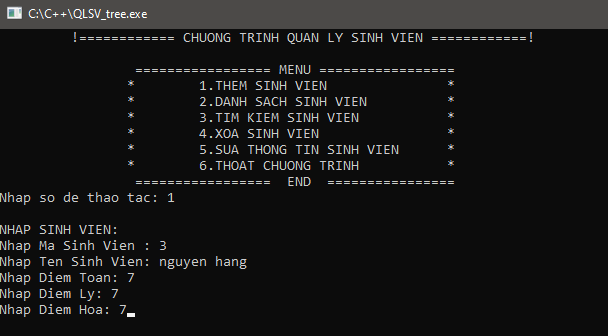 C:\C++\QLSV_tree.exe
!============ CHUONG TRINH QUAN LY SINH VIEN ============!
================= MENU =================
* 1.THEM SINH VIEN *
* 2.DANH SACH SINH VIEN *
* 3.TIM KIEM SINH VIEN *
* 4.XOA SINH VIEN *
* 5.SUA THONG TIN SINH VIEN *
* 6.THOAT CHUONG TRINH *
================= END ================
Nhap so de thao tac: 1
NHAP SINH VIEN:
Nhap Ma Sinh Vien : 3
Nhap Ten Sinh Vien: nguyen hang
Nhap Diem Toan: 7
Nhap Diem Ly: 7
Nhap Diem Hoa: 7